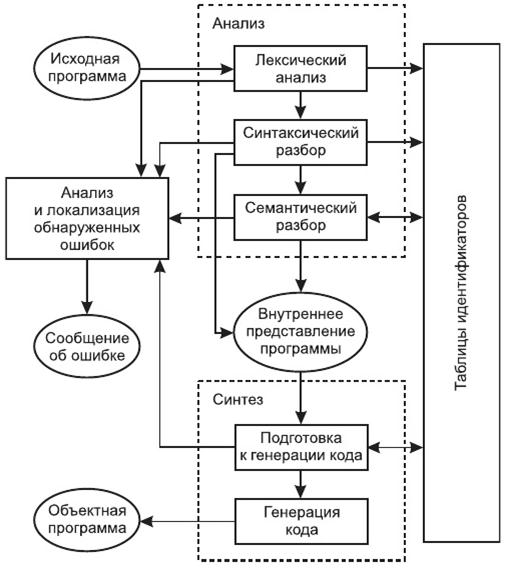 Анализ
Исходная
программа
Лексический
анализ
Синтаксический
разбор
Анализ
и локализация
обнаруженных
ошибок
Семантический
разбор
Таблицы идентификаторов
Сообщение
об ошибке
Внутреннее
представление
программы
Синтез
Подготовка
к генерации кода
Объектная
программа
Генерация
кода